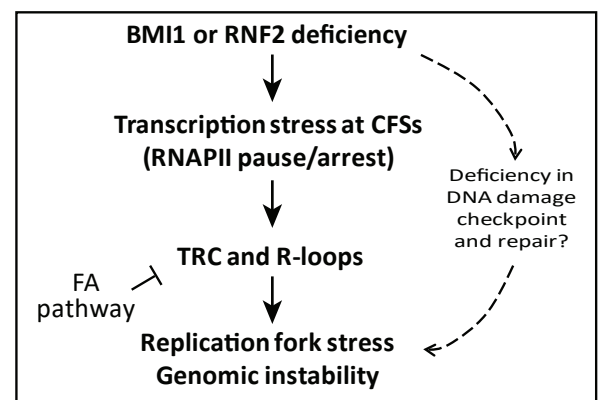 BMI1 or RNF2 deficiency
Transcription stress at CFSs
(RNAPII pause/arrest)
Deficiency in
DNA damage
checkpoint
and repair?
TRC and R-loops
FA
pathway
Replication fork stress
Genomic instability